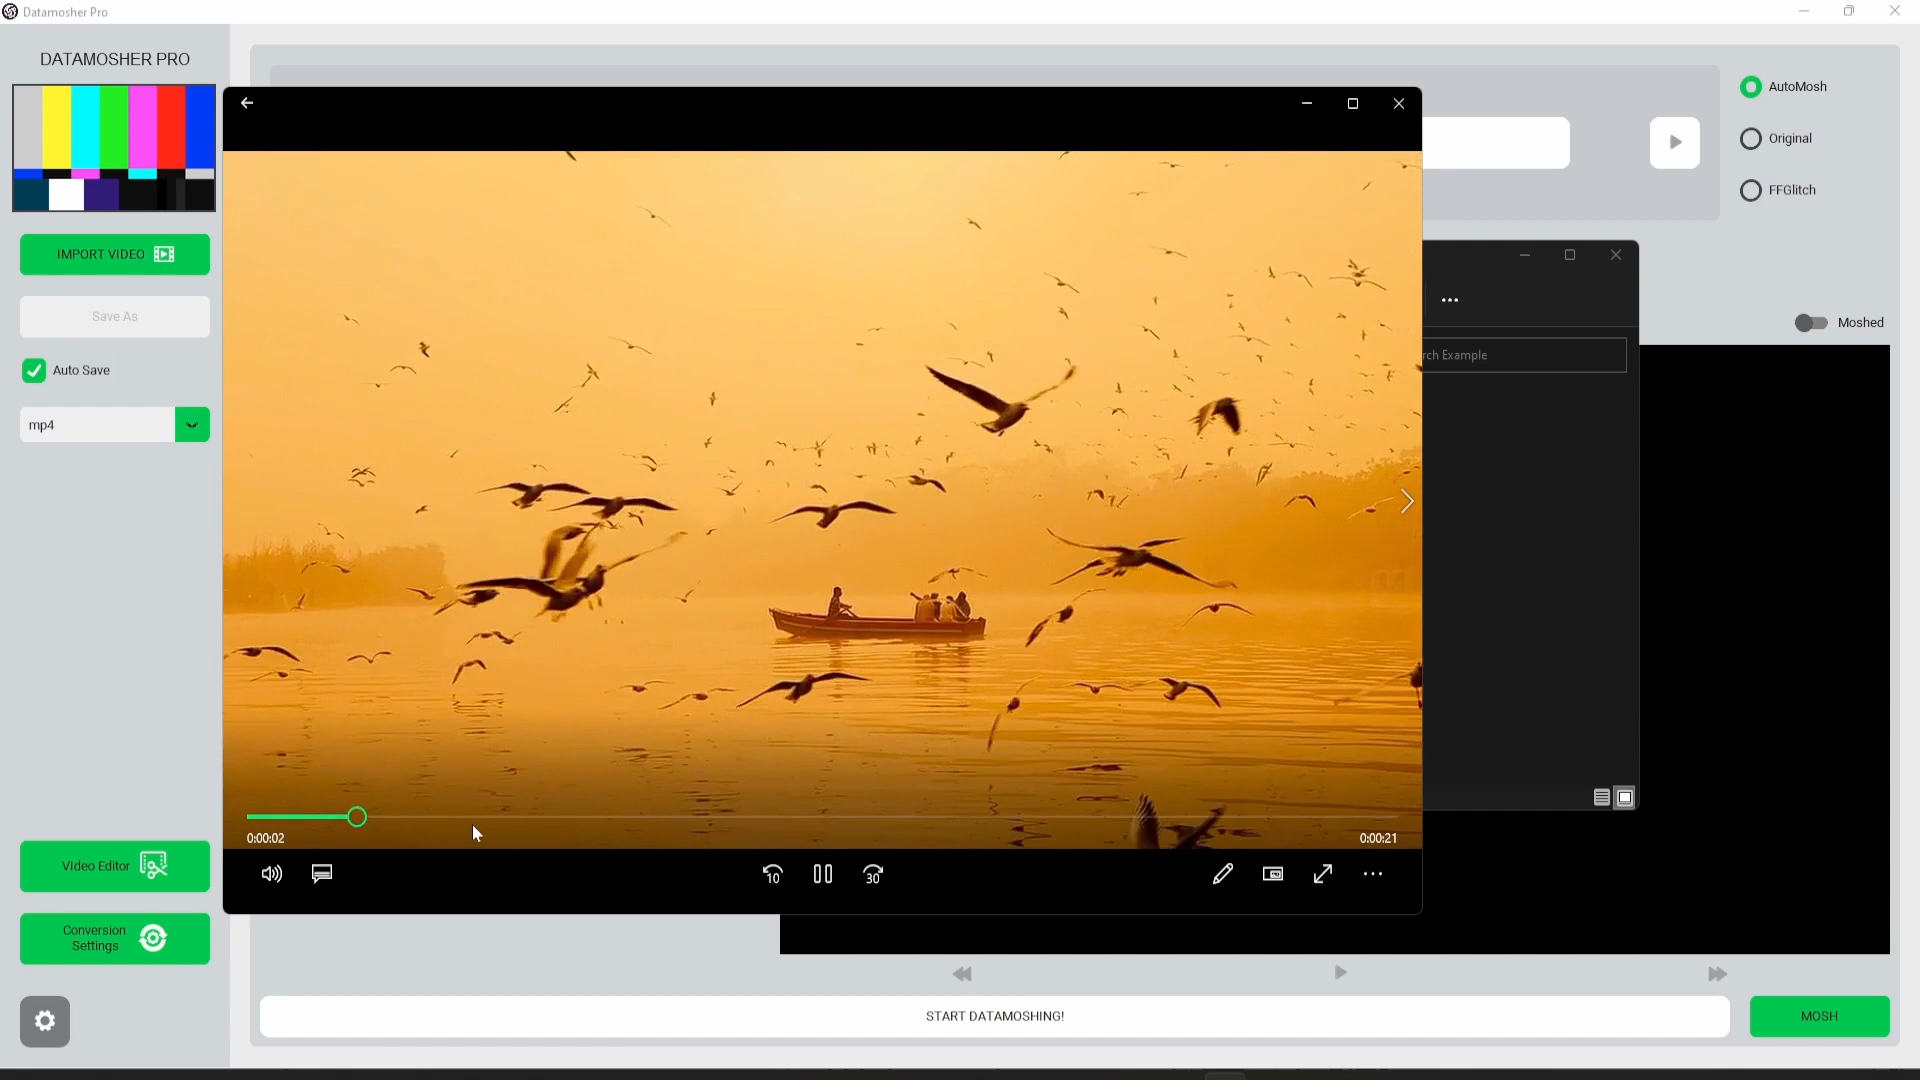 Datamosher Pro
DATAMOSHER PRO
AutoMosh
Original
IMPORT VIDEO
FFGlitch
Save As
Moshed
rch Example
Auto Save
mp4
0:00:02
0:00:21
10
30
VIdeo Editor
Conversion
Settings
START DATAMOSHING!
MOSH